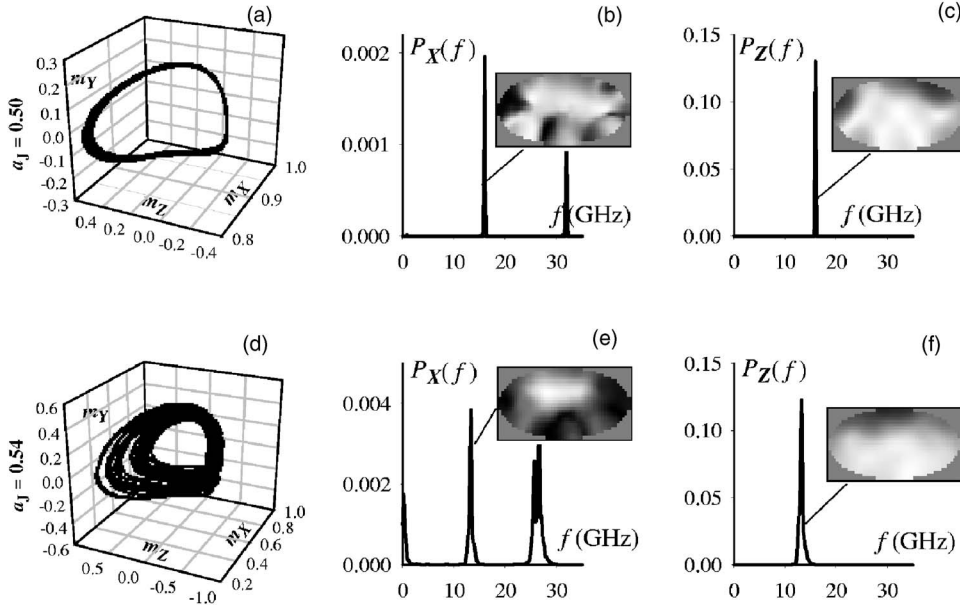 (a)
(b)
(c)
a_J = 0.50
m_Y
0.3
0.2
0.1
0.0
-0.1
-0.2
-0.3
0.4
0.2
0.0
-0.2
-0.4
m_Z
0.8
0.9
1.0
m_X
P_X(f)
0.002
0.001
0.000
0
10
20
30
f (GHz)
P_Z(f)
0.15
0.10
0.05
0.00
0
10
20
30
f (GHz)
(d)
(e)
(f)
a_J = 0.54
m_Y
0.6
0.4
0.2
0.0
-0.2
-0.4
-0.6
0.5
0.0
-0.5
-1.0
m_Z
0.2
0.4
0.6
0.8
1.0
m_X
P_X(f)
0.004
0.002
0.000
0
10
20
30
f (GHz)
P_Z(f)
0.15
0.10
0.05
0.00
0
10
20
30
f (GHz)